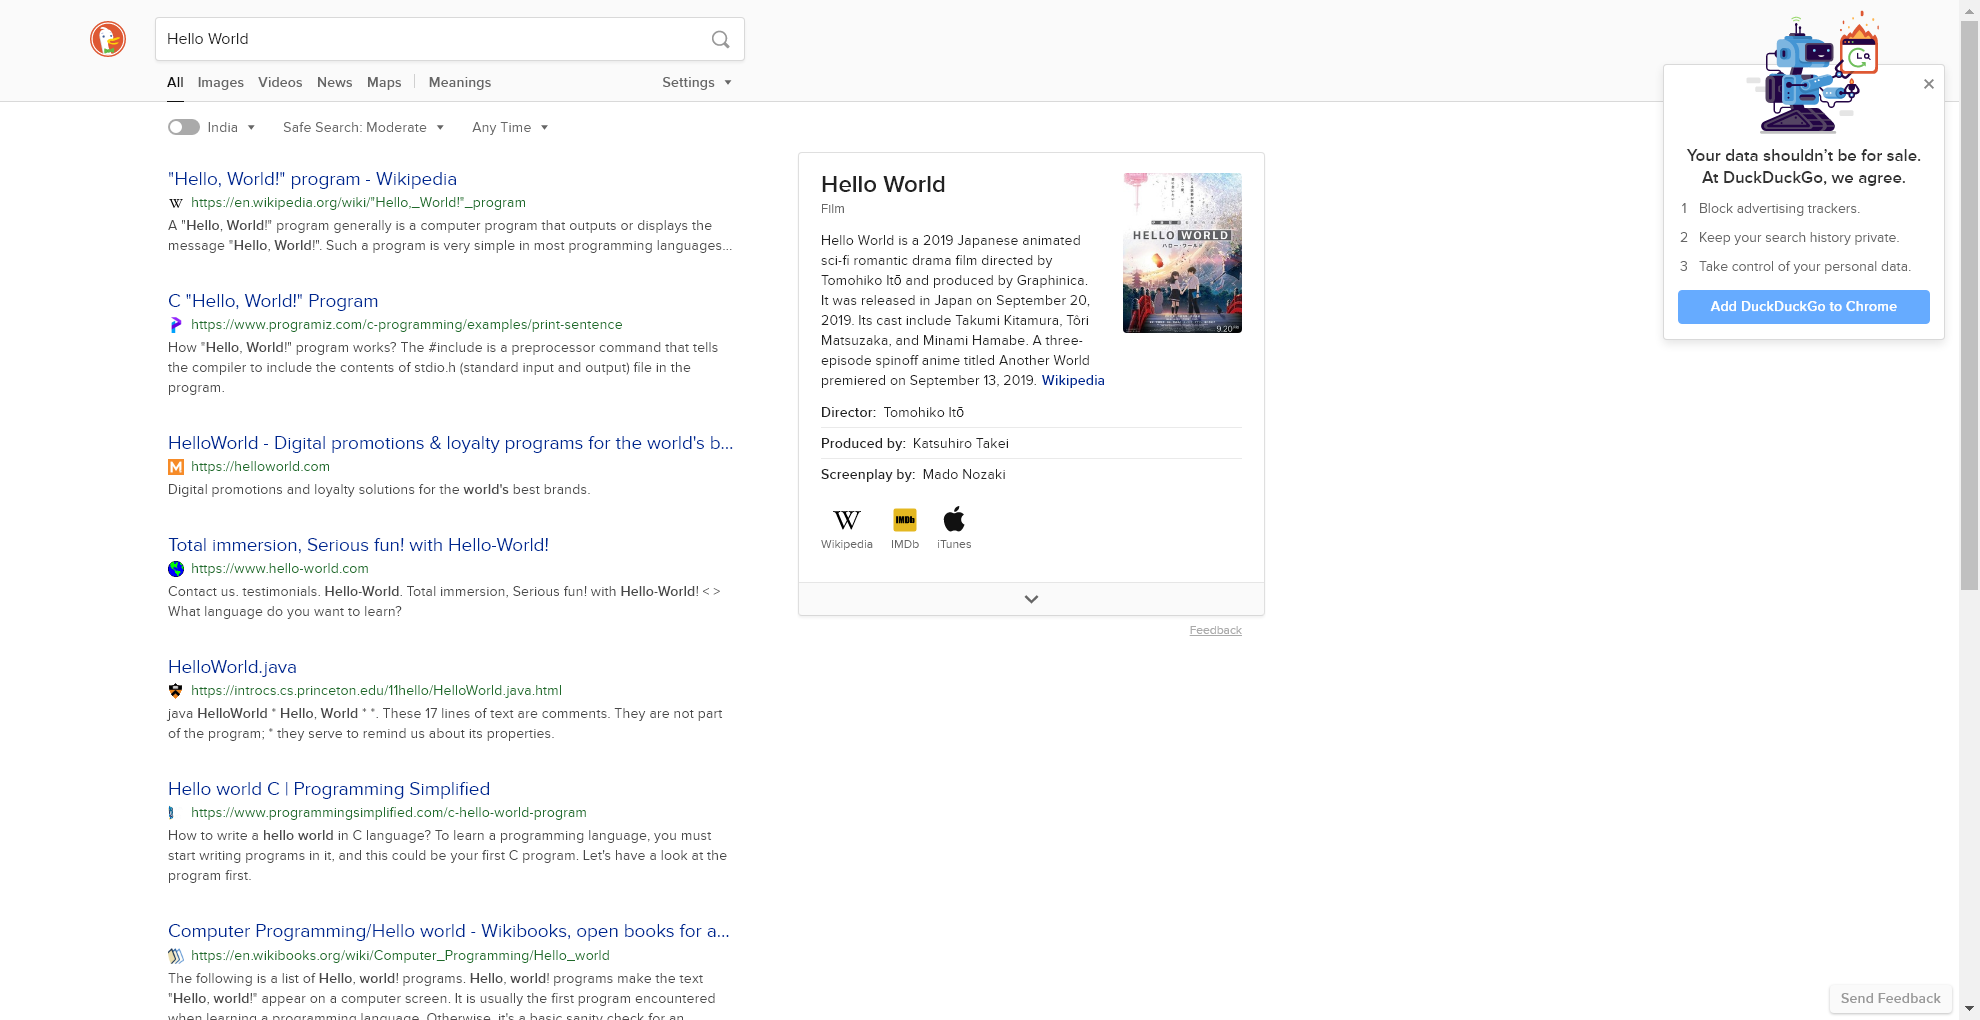 Hello World
All Images Videos News Maps Meanings Settings
India Safe Search: Moderate Any Time
"Hello, World!" program - Wikipedia
https://en.wikipedia.org/wiki/"Hello,_World!"_program
A "Hello, World!" program generally is a computer program that outputs or displays the
message "Hello, World!". Such a program is very simple in most programming languages...
C "Hello, World!" Program
https://www.programiz.com/c-programming/examples/print-sentence
How "Hello, World!" program works? The #include is a preprocessor command that tells
the compiler to include the contents of stdio.h (standard input and output) file in the
program.
HelloWorld - Digital promotions & loyalty programs for the world's b...
https://helloworld.com
Digital promotions and loyalty solutions for the world's best brands.
Total immersion, Serious fun! with Hello-World!
https://www.hello-world.com
Contact us. testimonials. Hello-World. Total immersion, Serious fun! with Hello-World! < >
What language do you want to learn?
HelloWorld.java
https://introcs.cs.princeton.edu/11hello/HelloWorld.java.html
java HelloWorld * Hello, World * *. These 17 lines of text are comments. They are not part
of the program; * they serve to remind us about its properties.
Hello world C | Programming Simplified
https://www.programmingsimplified.com/c-hello-world-program
How to write a hello world in C language? To learn a programming language, you must
start writing programs in it, and this could be your first C program. Let's have a look at the
program first.
Computer Programming/Hello world - Wikibooks, open books for a...
https://en.wikibooks.org/wiki/Computer_Programming/Hello_world
The following is a list of Hello, world! programs. Hello, world! programs make the text
"Hello, world!" appear on a computer screen. It is usually the first program encountered
when learning a programming language. Otherwise, it's a basic sanity check for an
Hello World
Film
Hello World is a 2019 Japanese animated
sci-fi romantic drama film directed by
Tomohiko Itō and produced by Graphinica.
It was released in Japan on September 20,
2019. Its cast include Takumi Kitamura, Tôri
Matsuzaka, and Minami Hamabe. A three-
episode spinoff anime titled Another World
premiered on September 13, 2019. Wikipedia
HELLO WORLD
ハロー・ワールド
9.20
Director: Tomohiko Itō
Produced by: Katsuhiro Takei
Screenplay by: Mado Nozaki
IMDb
Wikipedia IMDb iTunes
Feedback
Your data shouldn't be for sale.
At DuckDuckGo, we agree.
1 Block advertising trackers.
2 Keep your search history private.
3 Take control of your personal data.
Add DuckDuckGo to Chrome
Send Feedback